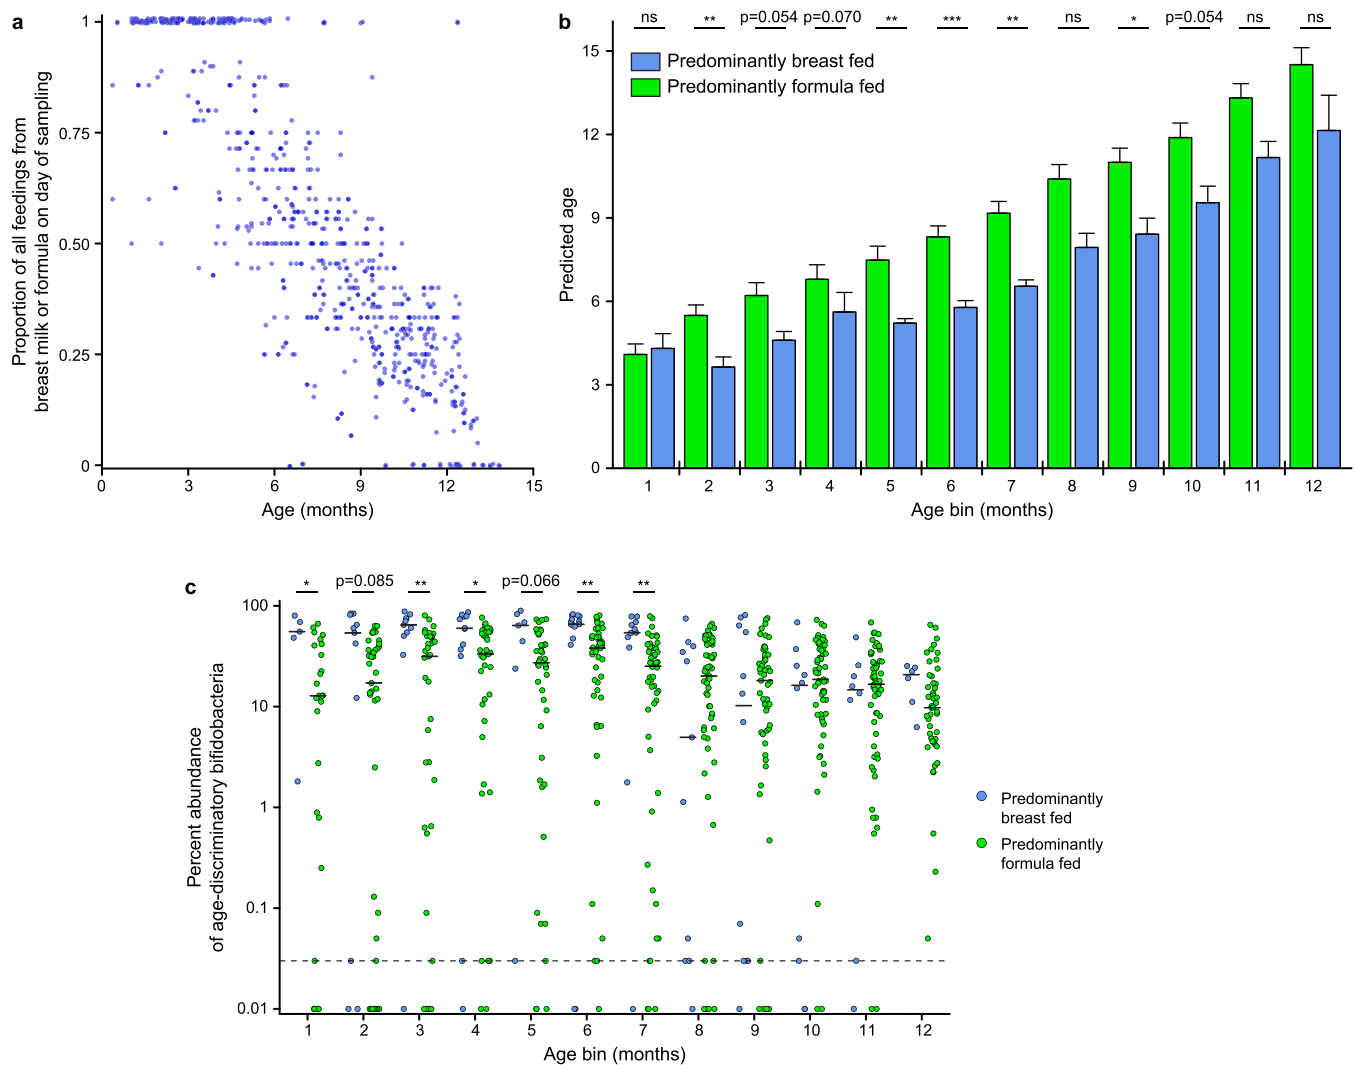 a
Proportion of all feedings from
breast milk or formula on day of sampling
1
0.75
0.50
0.25
0
0 3 6 9 12 15
Age (months)
b
ns ** p=0.054 p=0.070 ** *** ** ns * p=0.054 ns ns
Predominantly breast fed
Predominantly formula fed
Predicted age
15
12
9
6
3
0
1 2 3 4 5 6 7 8 9 10 11 12
Age bin (months)
c
* p=0.085 ** * p=0.066 ** **
Percent abundance
of age-discriminatory bifidobacteria
100
10
1
0.1
0.01
1 2 3 4 5 6 7 8 9 10 11 12
Age bin (months)
Predominantly
breast fed
Predominantly
formula fed